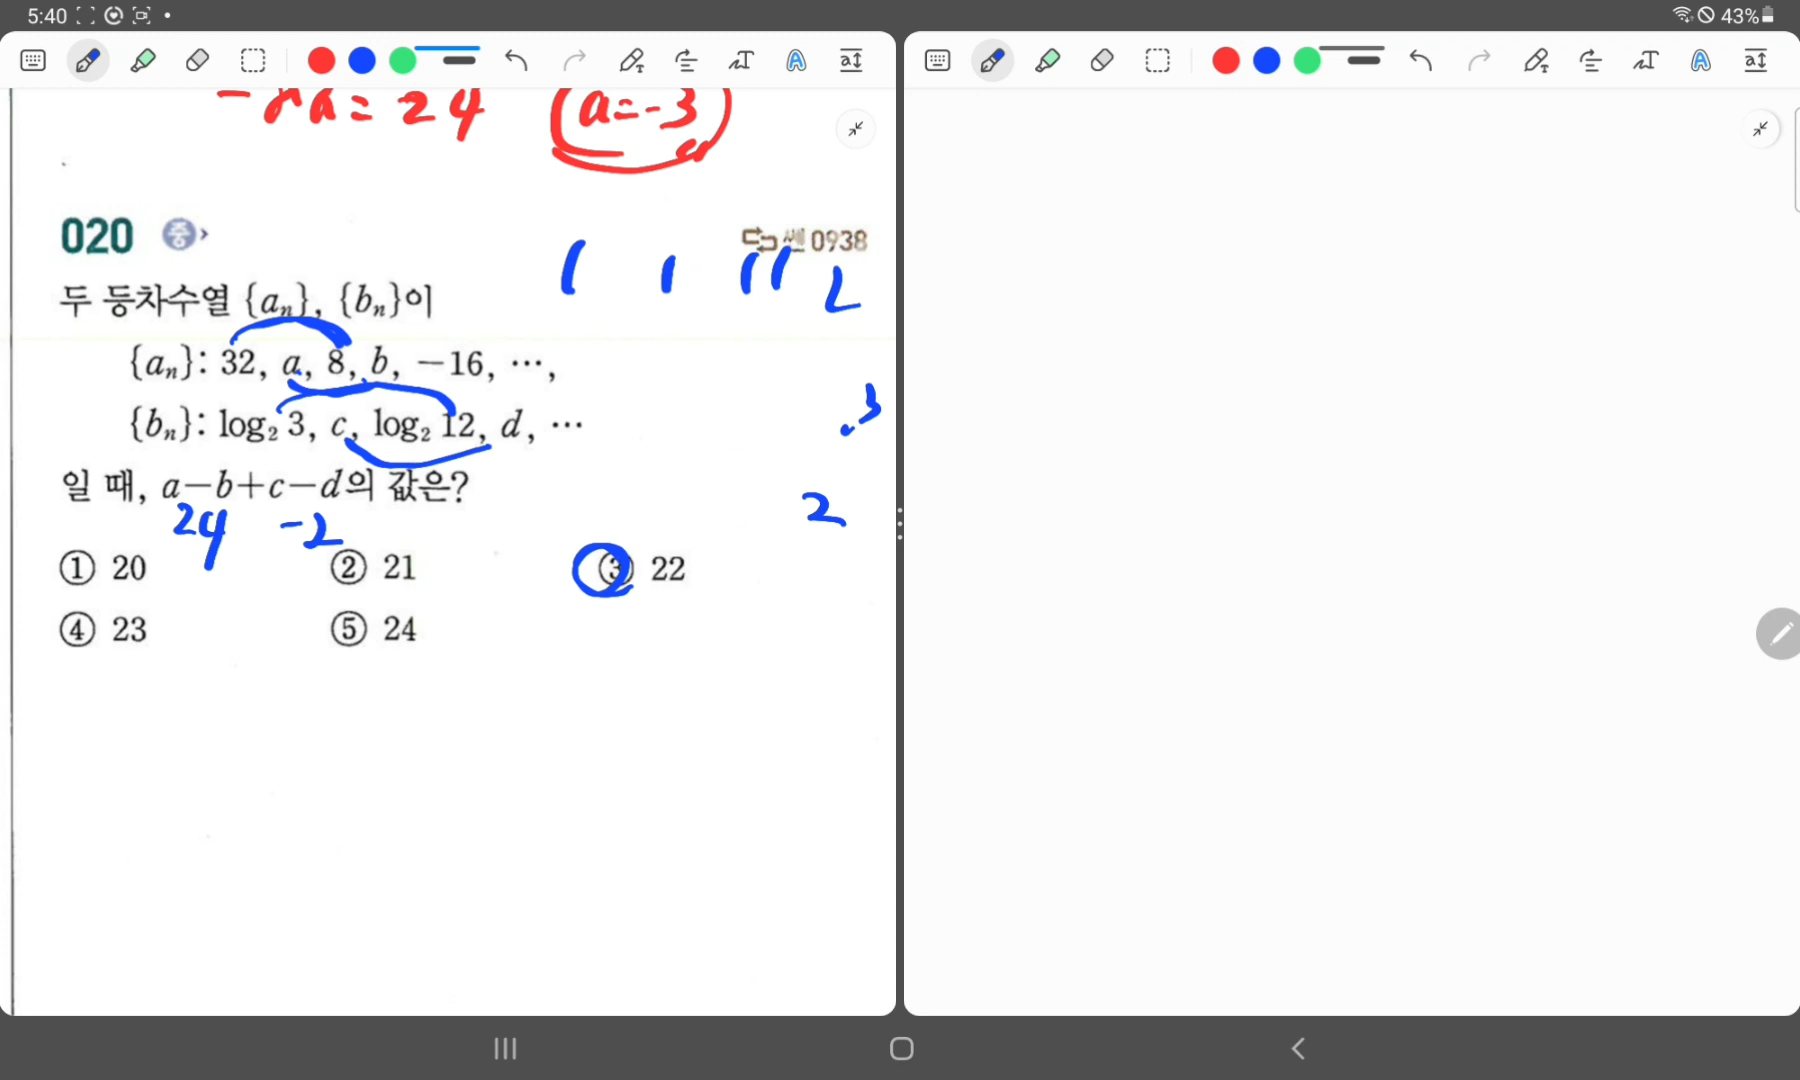 5:40
43%
= 24 (a=-3)
020 중
쎈 0938
두 등차수열 {aₙ}, {bₙ}이
{aₙ}: 32, a, 8, b, −16, ⋯,
{bₙ}: log₂ 3, c, log₂ 12, d, ⋯
3
일 때, a−b+c−d의 값은?
24 -2
2
① 20 ② 21 ③ 22
④ 23 ⑤ 24